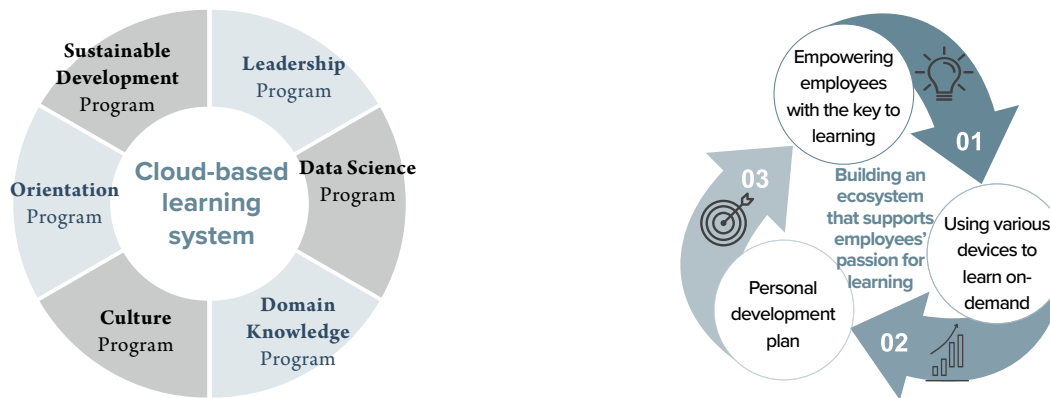 Sustainable
Development
Program
Leadership
Program
Data Science
Program
Domain
Knowledge
Program
Culture
Program
Orientation
Program
Cloud-based
learning
system
Empowering
employees
with the key to
learning
01
Using various
devices to
learn on-
demand
02
Personal
development
plan
03
Building an
ecosystem
that supports
employees’
passion for
learning